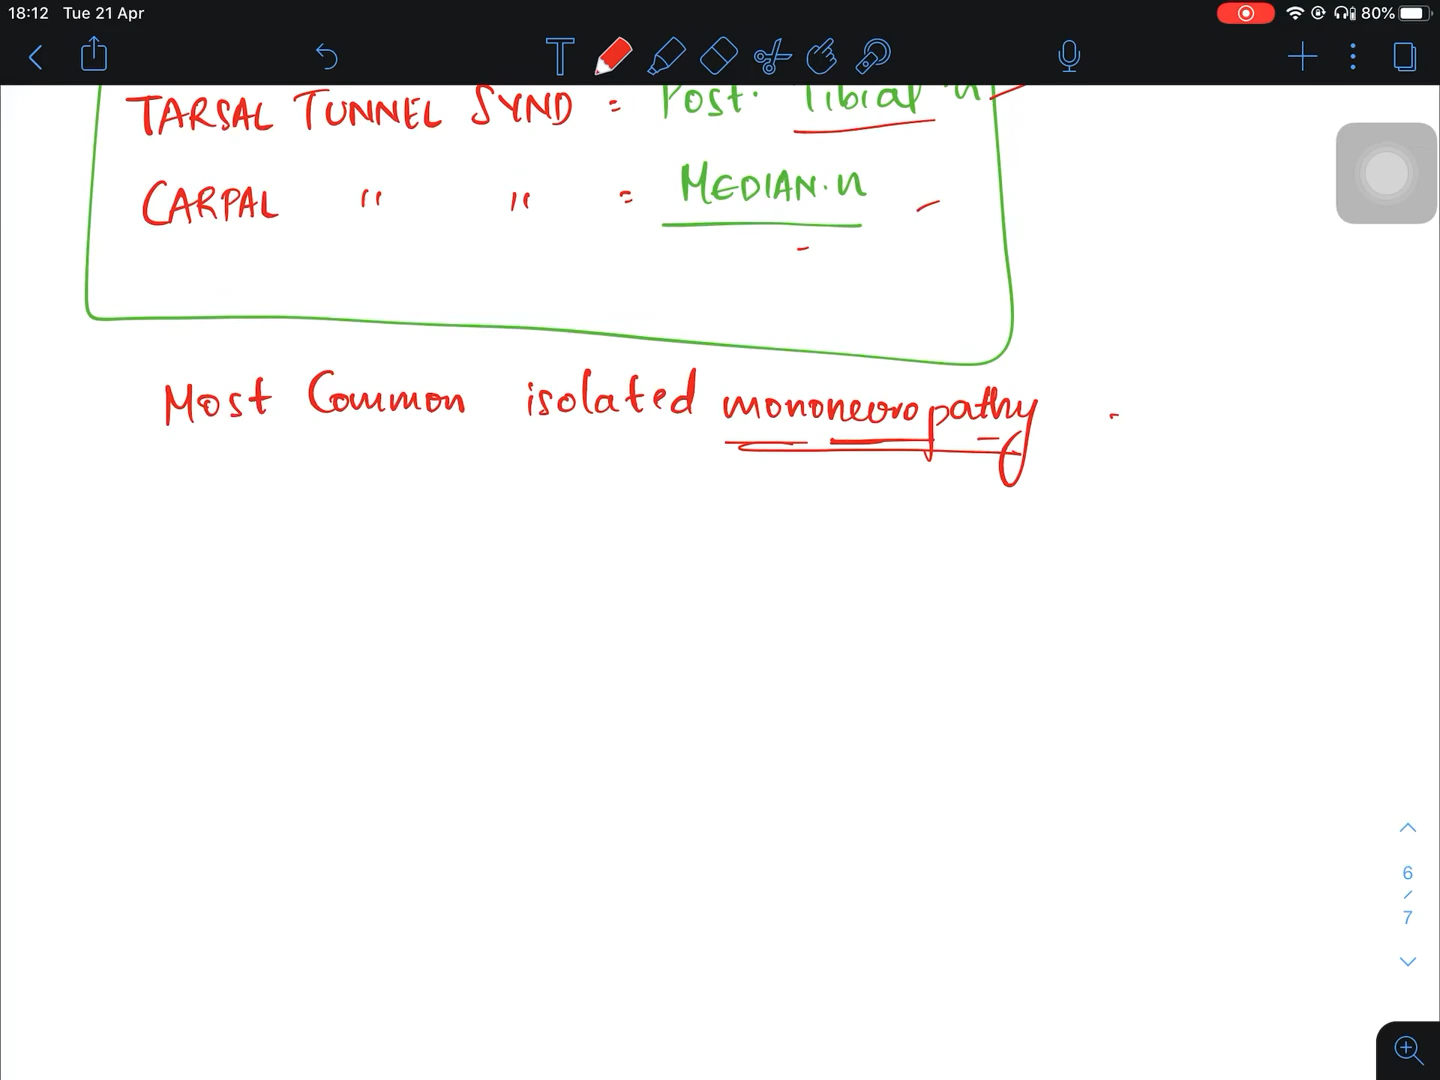 18:12 Tue 21 Apr 80%
TARSAL TUNNEL SYND = Post. Tibial n
CARPAL " " = MEDIAN. n
Most Common isolated mononeuropathy
6
/
7